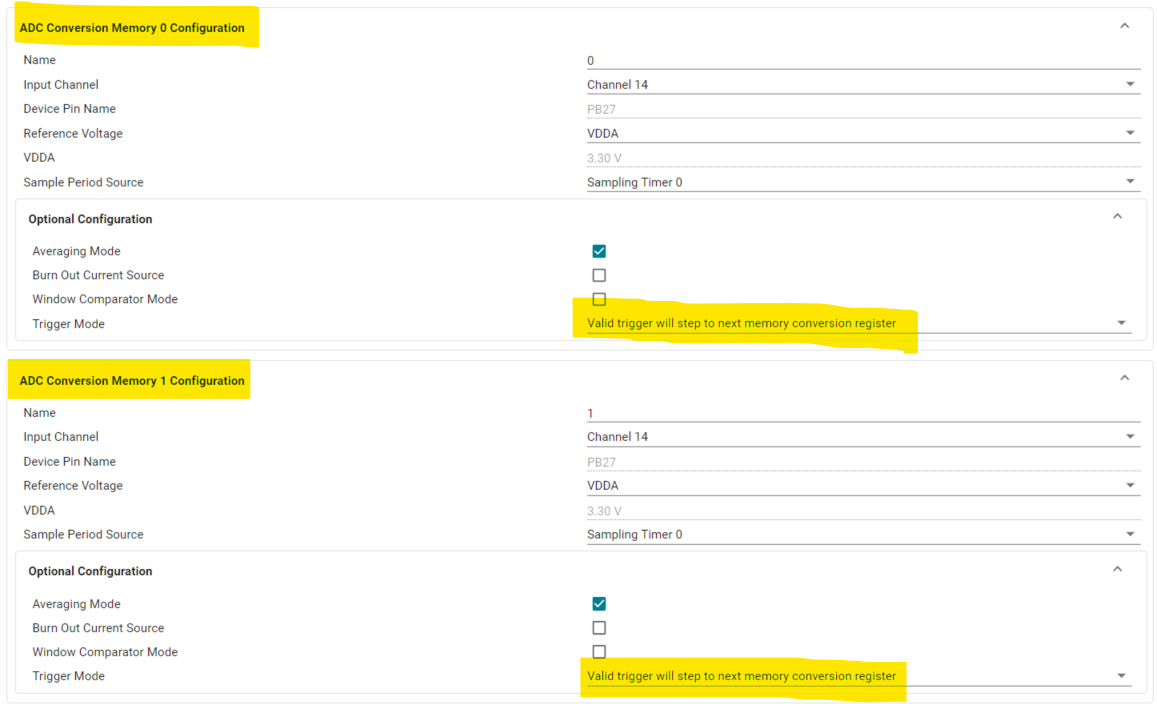 ADC Conversion Memory 0 Configuration
Name 0
Input Channel Channel 14
Device Pin Name PB27
Reference Voltage VDDA
VDDA 3.30 V
Sample Period Source Sampling Timer 0
Optional Configuration
Averaging Mode
Burn Out Current Source
Window Comparator Mode
Trigger Mode Valid trigger will step to next memory conversion register
ADC Conversion Memory 1 Configuration
Name 1
Input Channel Channel 14
Device Pin Name PB27
Reference Voltage VDDA
VDDA 3.30 V
Sample Period Source Sampling Timer 0
Optional Configuration
Averaging Mode
Burn Out Current Source
Window Comparator Mode
Trigger Mode Valid trigger will step to next memory conversion register